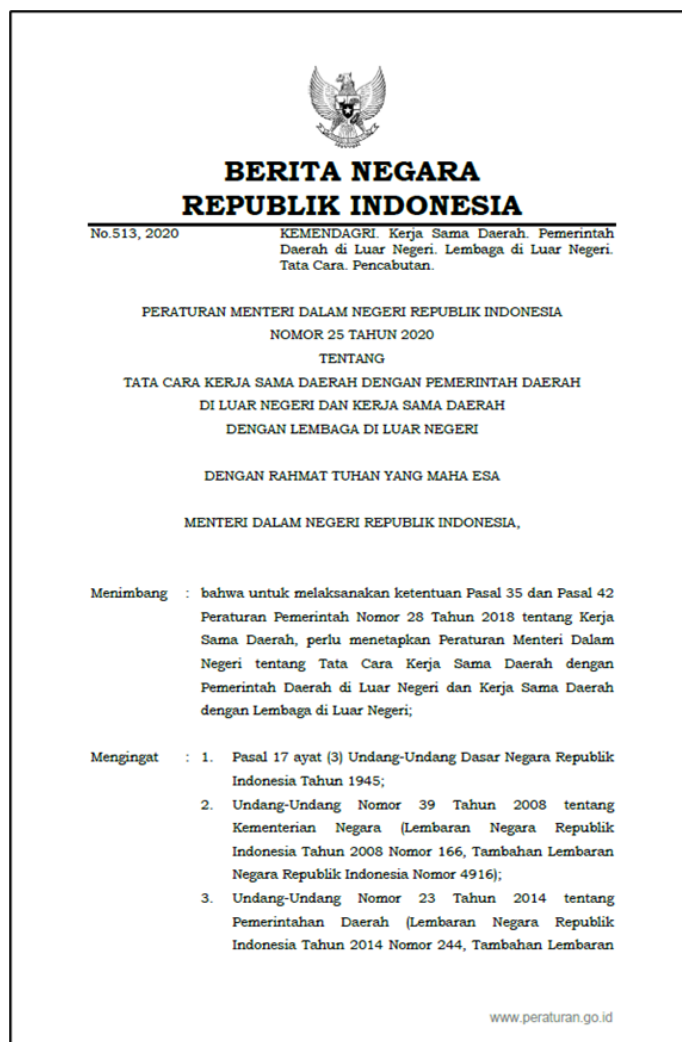 BERITA NEGARA
REPUBLIK INDONESIA
No.513, 2020 KEMENDAGRI. Kerja Sama Daerah. Pemerintah
Daerah di Luar Negeri. Lembaga di Luar Negeri.
Tata Cara. Pencabutan.
PERATURAN MENTERI DALAM NEGERI REPUBLIK INDONESIA
NOMOR 25 TAHUN 2020
TENTANG
TATA CARA KERJA SAMA DAERAH DENGAN PEMERINTAH DAERAH
DI LUAR NEGERI DAN KERJA SAMA DAERAH
DENGAN LEMBAGA DI LUAR NEGERI
DENGAN RAHMAT TUHAN YANG MAHA ESA
MENTERI DALAM NEGERI REPUBLIK INDONESIA,
Menimbang : bahwa untuk melaksanakan ketentuan Pasal 35 dan Pasal 42
Peraturan Pemerintah Nomor 28 Tahun 2018 tentang Kerja
Sama Daerah, perlu menetapkan Peraturan Menteri Dalam
Negeri tentang Tata Cara Kerja Sama Daerah dengan
Pemerintah Daerah di Luar Negeri dan Kerja Sama Daerah
dengan Lembaga di Luar Negeri;
Mengingat : 1. Pasal 17 ayat (3) Undang-Undang Dasar Negara Republik
Indonesia Tahun 1945;
2. Undang-Undang Nomor 39 Tahun 2008 tentang
Kementerian Negara (Lembaran Negara Republik
Indonesia Tahun 2008 Nomor 166, Tambahan Lembaran
Negara Republik Indonesia Nomor 4916);
3. Undang-Undang Nomor 23 Tahun 2014 tentang
Pemerintahan Daerah (Lembaran Negara Republik
Indonesia Tahun 2014 Nomor 244, Tambahan Lembaran
www.peraturan.go.id